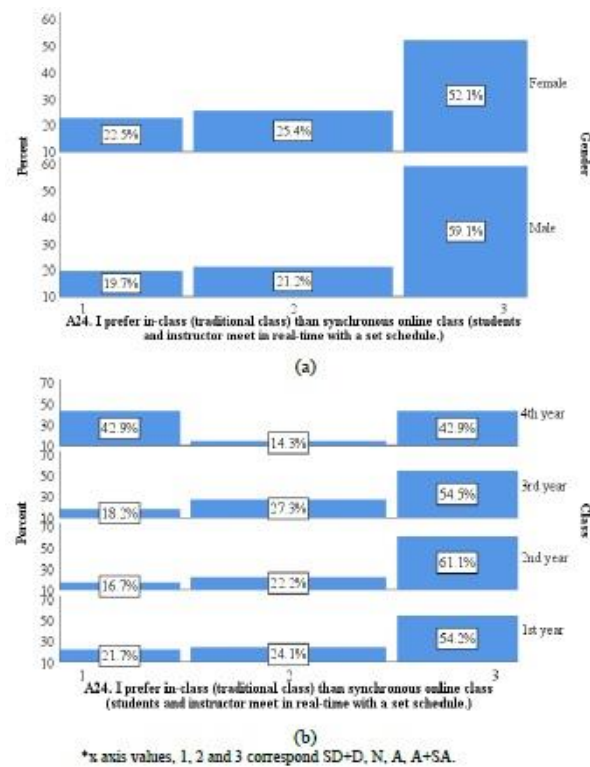 60
50
40
30
20
10
Percent
22.5%
25.4%
52.1%
Female
60
50
40
30
20
10
19.7%
21.2%
59.1%
Male
Gender
1 2 3
A24. I prefer in-class (traditional class) than synchronous online class (students
and instructor meet in real-time with a set schedule.)
(a)
70
50
30
10
42.9%
14.3%
42.9%
4th year
70
50
30
10
18.2%
27.3%
54.5%
3rd year
Percent
Class
70
50
30
10
16.7%
22.2%
61.1%
2nd year
70
50
30
10
21.7%
24.1%
54.2%
1st year
1 2 3
A24. I prefer in-class (traditional class) than synchronous online class
(students and instructor meet in real-time with a set schedule.)
(b)
*x axis values, 1, 2 and 3 correspond SD+D, N, A, A+SA.